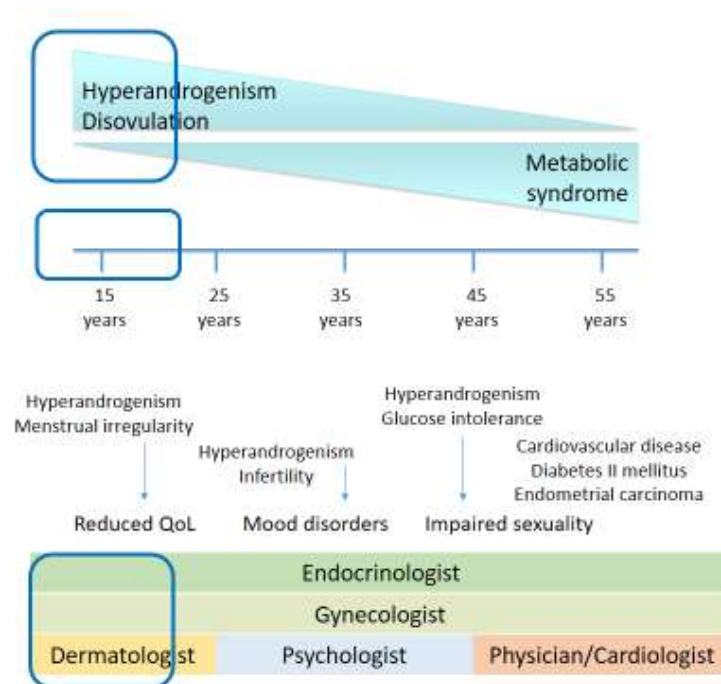 Hyperandrogenism
Disovulation
Metabolic
syndrome
15
years
25
years
35
years
45
years
55
years
Hyperandrogenism
Menstrual irregularity
Hyperandrogenism
Infertility
Hyperandrogenism
Glucose intolerance
Cardiovascular disease
Diabetes II mellitus
Endometrial carcinoma
Reduced QoL
Mood disorders
Impaired sexuality
Endocrinologist
Gynecologist
Dermatologist
Psychologist
Physician/Cardiologist